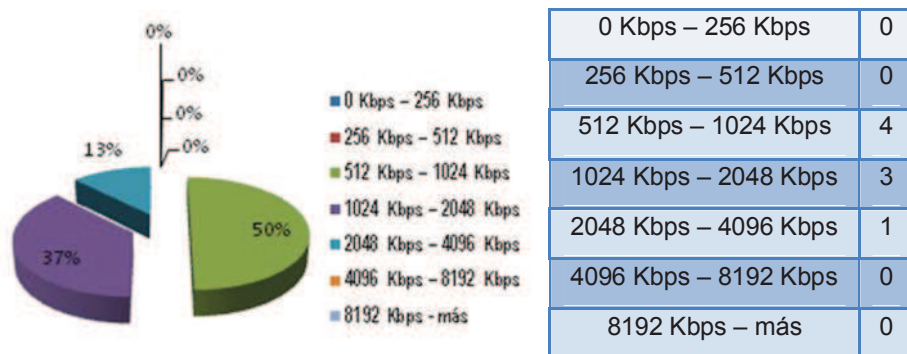 0%
0%
0%
0%
13%
50%
37%
0 Kbps – 256 Kbps
256 Kbps – 512 Kbps
512 Kbps – 1024 Kbps
1024 Kbps – 2048 Kbps
2048 Kbps – 4096 Kbps
4096 Kbps – 8192 Kbps
8192 Kbps - más
0 Kbps – 256 Kbps 0
256 Kbps – 512 Kbps 0
512 Kbps – 1024 Kbps 4
1024 Kbps – 2048 Kbps 3
2048 Kbps – 4096 Kbps 1
4096 Kbps – 8192 Kbps 0
8192 Kbps – más 0